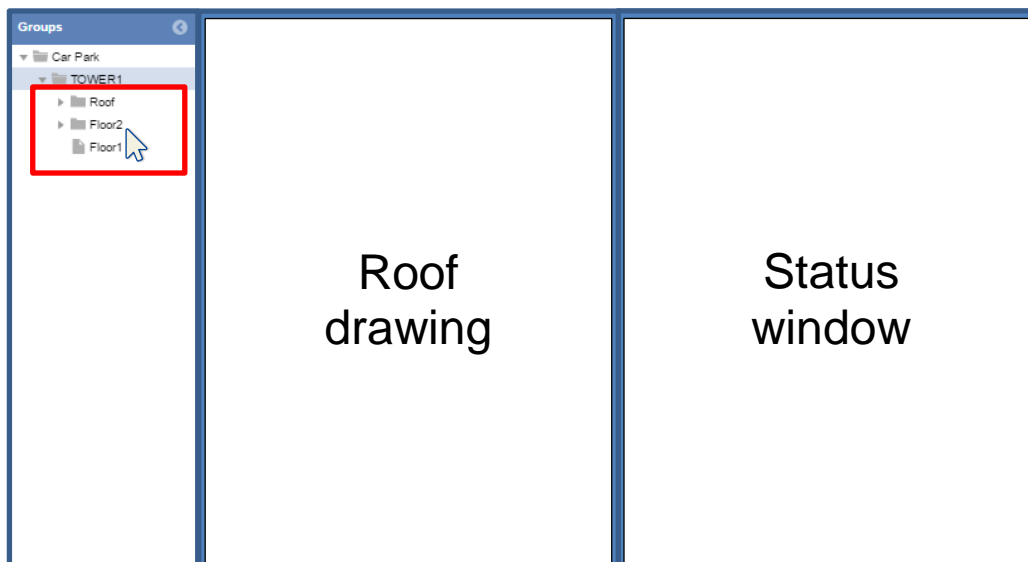 Groups
Car Park
TOWER1
Roof
Floor2
Floor1
Roof
drawing
Status
window